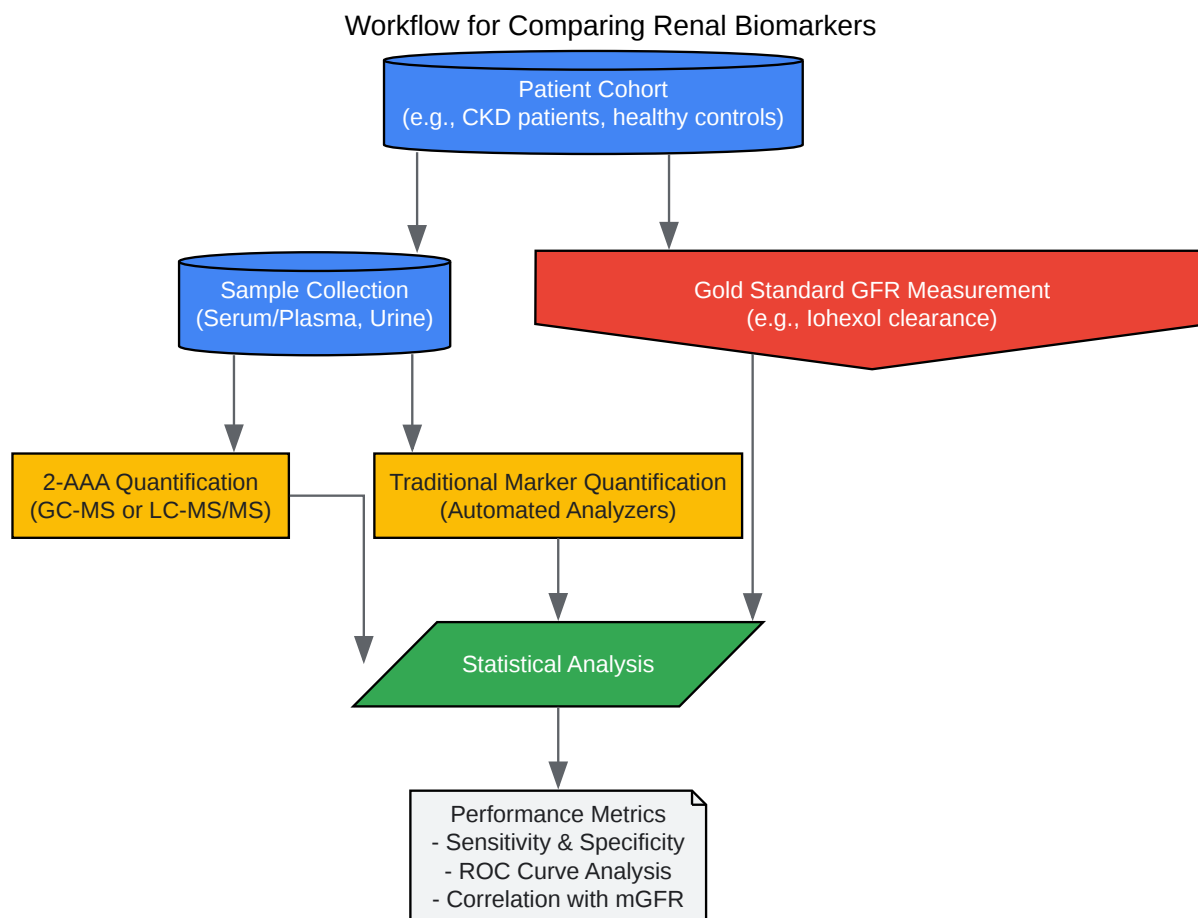 Workflow for Comparing Renal Biomarkers
Patient Cohort
(e.g., CKD patients, healthy controls)
Sample Collection
(Serum/Plasma, Urine)
Gold Standard GFR Measurement
(e.g., Iohexol clearance)
2-AAA Quantification
(GC-MS or LC-MS/MS)
Traditional Marker Quantification
(Automated Analyzers)
Statistical Analysis
Performance Metrics
- Sensitivity & Specificity
- ROC Curve Analysis
- Correlation with mGFR